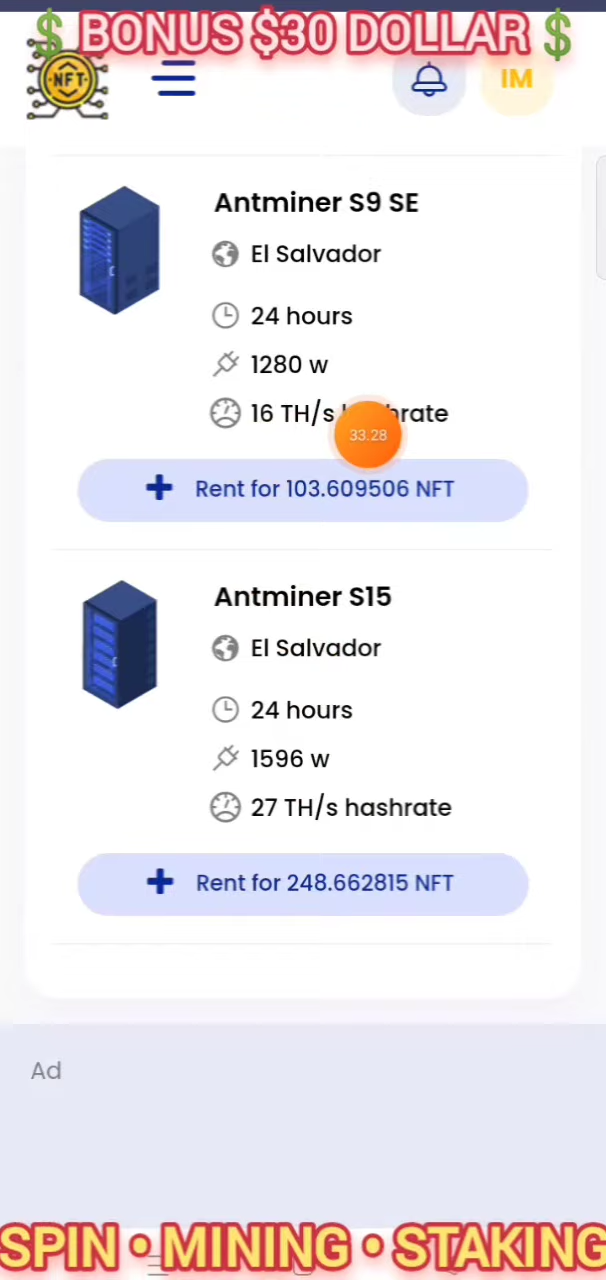 $ BONUS $30 DOLLAR $
NFT
IM
Antminer S9 SE
El Salvador
24 hours
1280 w
16 TH/s
33.28
Rent for 103.609506 NFT
Antminer S15
El Salvador
24 hours
1596 w
27 TH/s hashrate
Rent for 248.662815 NFT
Ad
SPIN • MINING • STAKING